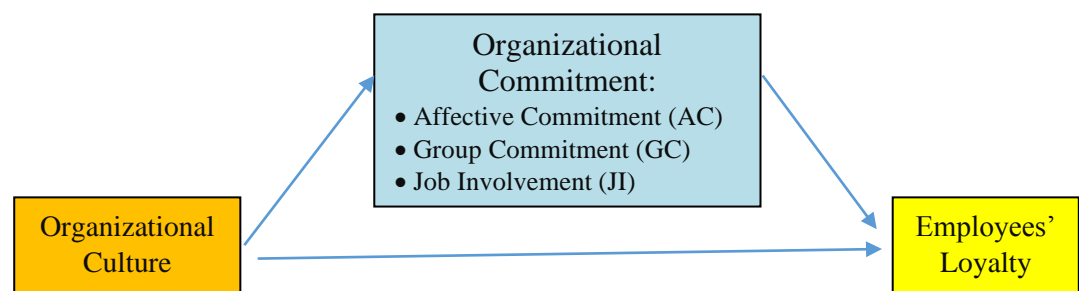 Organizational
Commitment:
• Affective Commitment (AC)
• Group Commitment (GC)
• Job Involvement (JI)
Organizational
Culture
Employees’
Loyalty